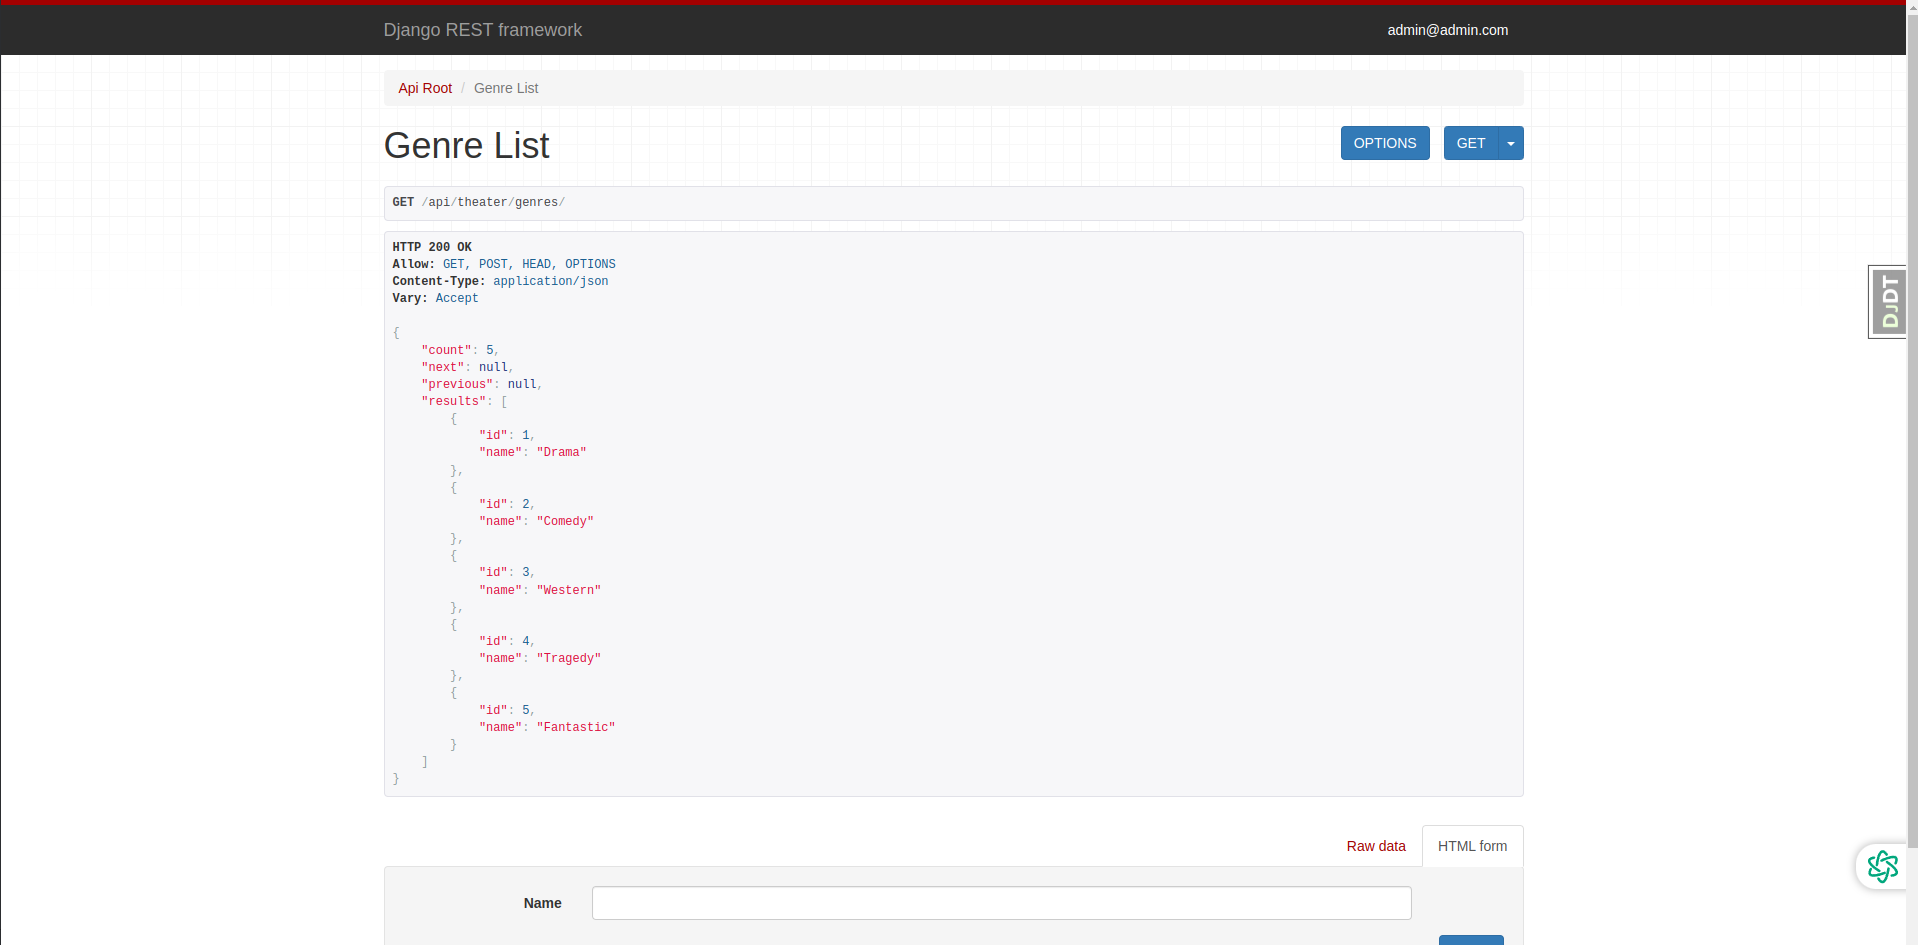 Django REST framework
admin@admin.com
Api Root / Genre List
Genre List
OPTIONS
GET
GET /api/theater/genres/
HTTP 200 OK
Allow: GET, POST, HEAD, OPTIONS
Content-Type: application/json
Vary: Accept
{
    "count": 5,
    "next": null,
    "previous": null,
    "results": [
        {
            "id": 1,
            "name": "Drama"
        },
        {
            "id": 2,
            "name": "Comedy"
        },
        {
            "id": 3,
            "name": "Western"
        },
        {
            "id": 4,
            "name": "Tragedy"
        },
        {
            "id": 5,
            "name": "Fantastic"
        }
    ]
}
DJDT
Raw data
HTML form
Name